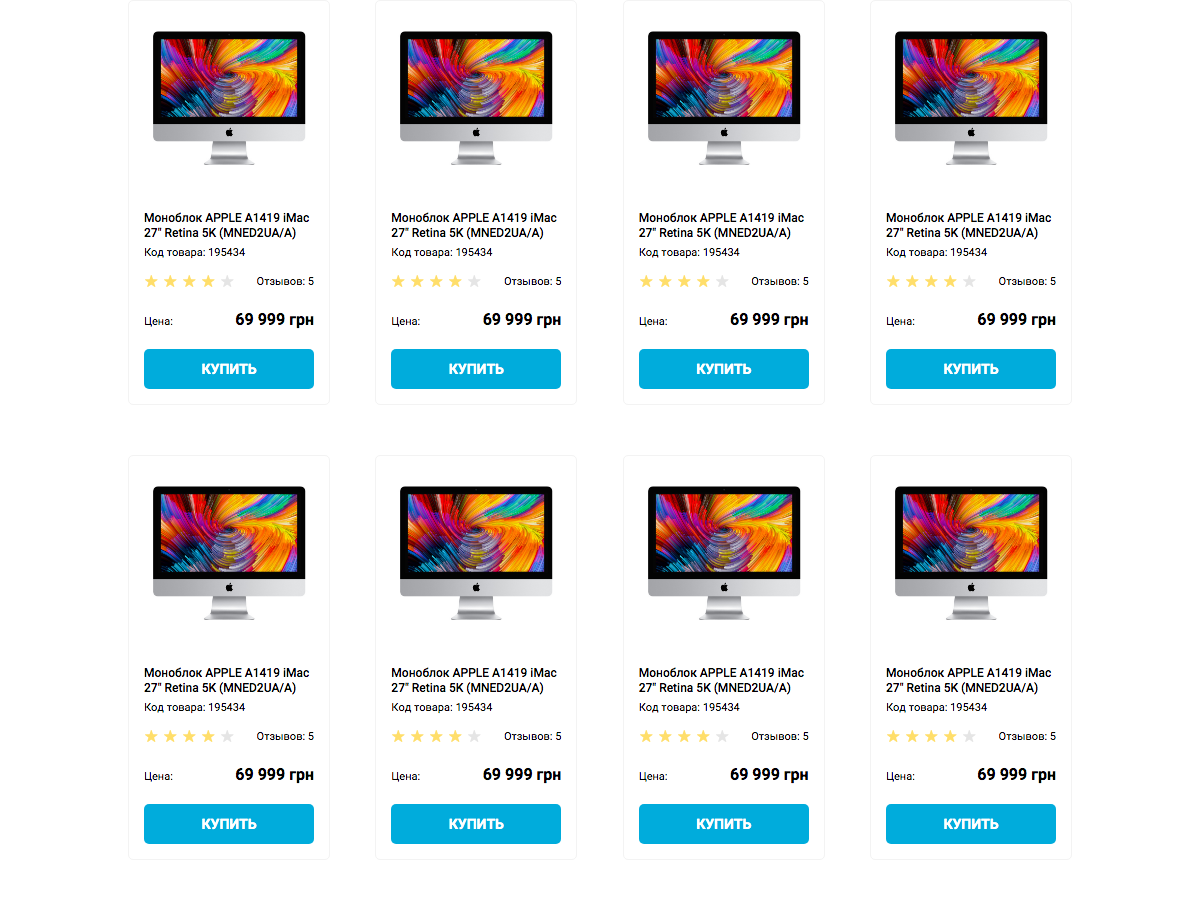 Моноблок APPLE A1419 iMac
27" Retina 5K (MNED2UA/A)
Код товара: 195434
Отзывов: 5
Цена: 69 999 грн
КУПИТЬ
Моноблок APPLE A1419 iMac
27" Retina 5K (MNED2UA/A)
Код товара: 195434
Отзывов: 5
Цена: 69 999 грн
КУПИТЬ
Моноблок APPLE A1419 iMac
27" Retina 5K (MNED2UA/A)
Код товара: 195434
Отзывов: 5
Цена: 69 999 грн
КУПИТЬ
Моноблок APPLE A1419 iMac
27" Retina 5K (MNED2UA/A)
Код товара: 195434
Отзывов: 5
Цена: 69 999 грн
КУПИТЬ
Моноблок APPLE A1419 iMac
27" Retina 5K (MNED2UA/A)
Код товара: 195434
Отзывов: 5
Цена: 69 999 грн
КУПИТЬ
Моноблок APPLE A1419 iMac
27" Retina 5K (MNED2UA/A)
Код товара: 195434
Отзывов: 5
Цена: 69 999 грн
КУПИТЬ
Моноблок APPLE A1419 iMac
27" Retina 5K (MNED2UA/A)
Код товара: 195434
Отзывов: 5
Цена: 69 999 грн
КУПИТЬ
Моноблок APPLE A1419 iMac
27" Retina 5K (MNED2UA/A)
Код товара: 195434
Отзывов: 5
Цена: 69 999 грн
КУПИТЬ